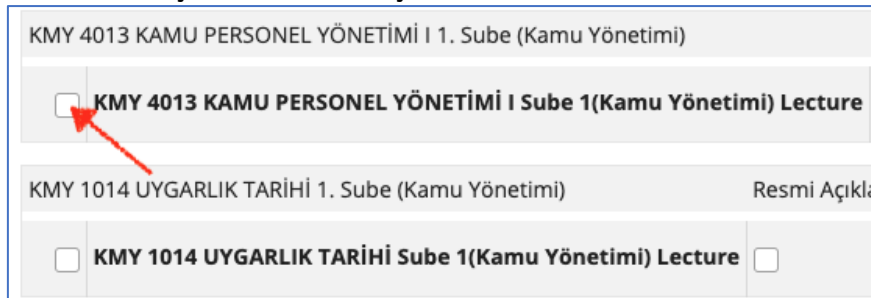 KMY 4013 KAMU PERSONEL YÖNETİMİ I 1. Sube (Kamu Yönetimi)
KMY 4013 KAMU PERSONEL YÖNETİMİ I Sube 1(Kamu Yönetimi) Lecture
KMY 1014 UYGARLIK TARİHİ 1. Sube (Kamu Yönetimi) Resmi Açıkla
KMY 1014 UYGARLIK TARİHİ Sube 1(Kamu Yönetimi) Lecture